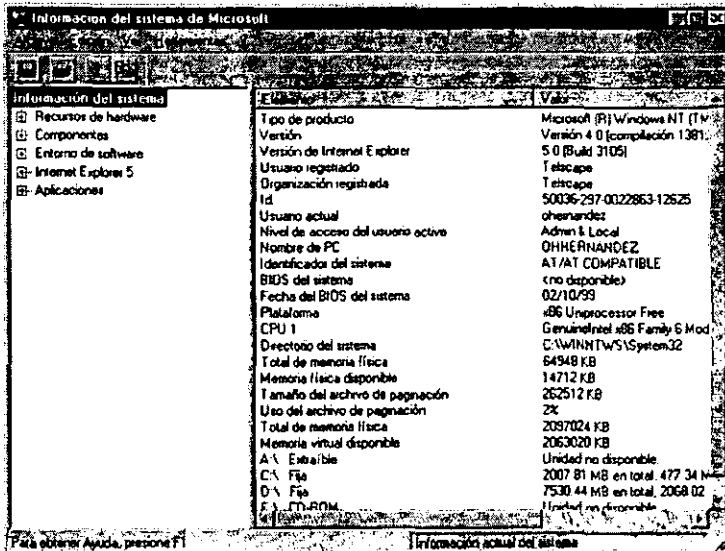 Información del sistema de Microsoft
Información del sistema
Recursos de hardware
Componentes
Entorno de software
Internet Explorer 5
Aplicaciones
Elemento Valor
Tipo de producto Microsoft (R) Windows NT (TM
Versión Versión 4.0 (compilación 1381:
Versión de Internet Explorer 5.0 (Build 3105)
Usuario registrado Telscape
Organización registrada Telscape
Id. 50036-297-0022863-12625
Usuario actual ohernandez
Nivel de acceso del usuario activo Admin & Local
Nombre de PC OHHERNANDEZ
Identificador del sistema AT/AT COMPATIBLE
BIOS del sistema <no disponible>
Fecha del BIOS del sistema 02/10/99
Plataforma x86 Uniprocessor Free
CPU 1 GenuineIntel x86 Family 6 Mod
Directorio del sistema C:\WINNTWS\System32
Total de memoria física 64948 KB
Memoria física disponible 14712 KB
Tamaño del archivo de paginación 262512 KB
Uso del archivo de paginación 2%
Total de memoria física 2097024 KB
Memoria virtual disponible 2063020 KB
A:\ Extraíble Unidad no disponible
C:\ Fija 2007.81 MB en total, 477.34 M
D:\ Fija 7530.44 MB en total, 2068.02
CD-ROM Unidad no disponible
Para obtener Ayuda, presione F1 Información actual del sistema